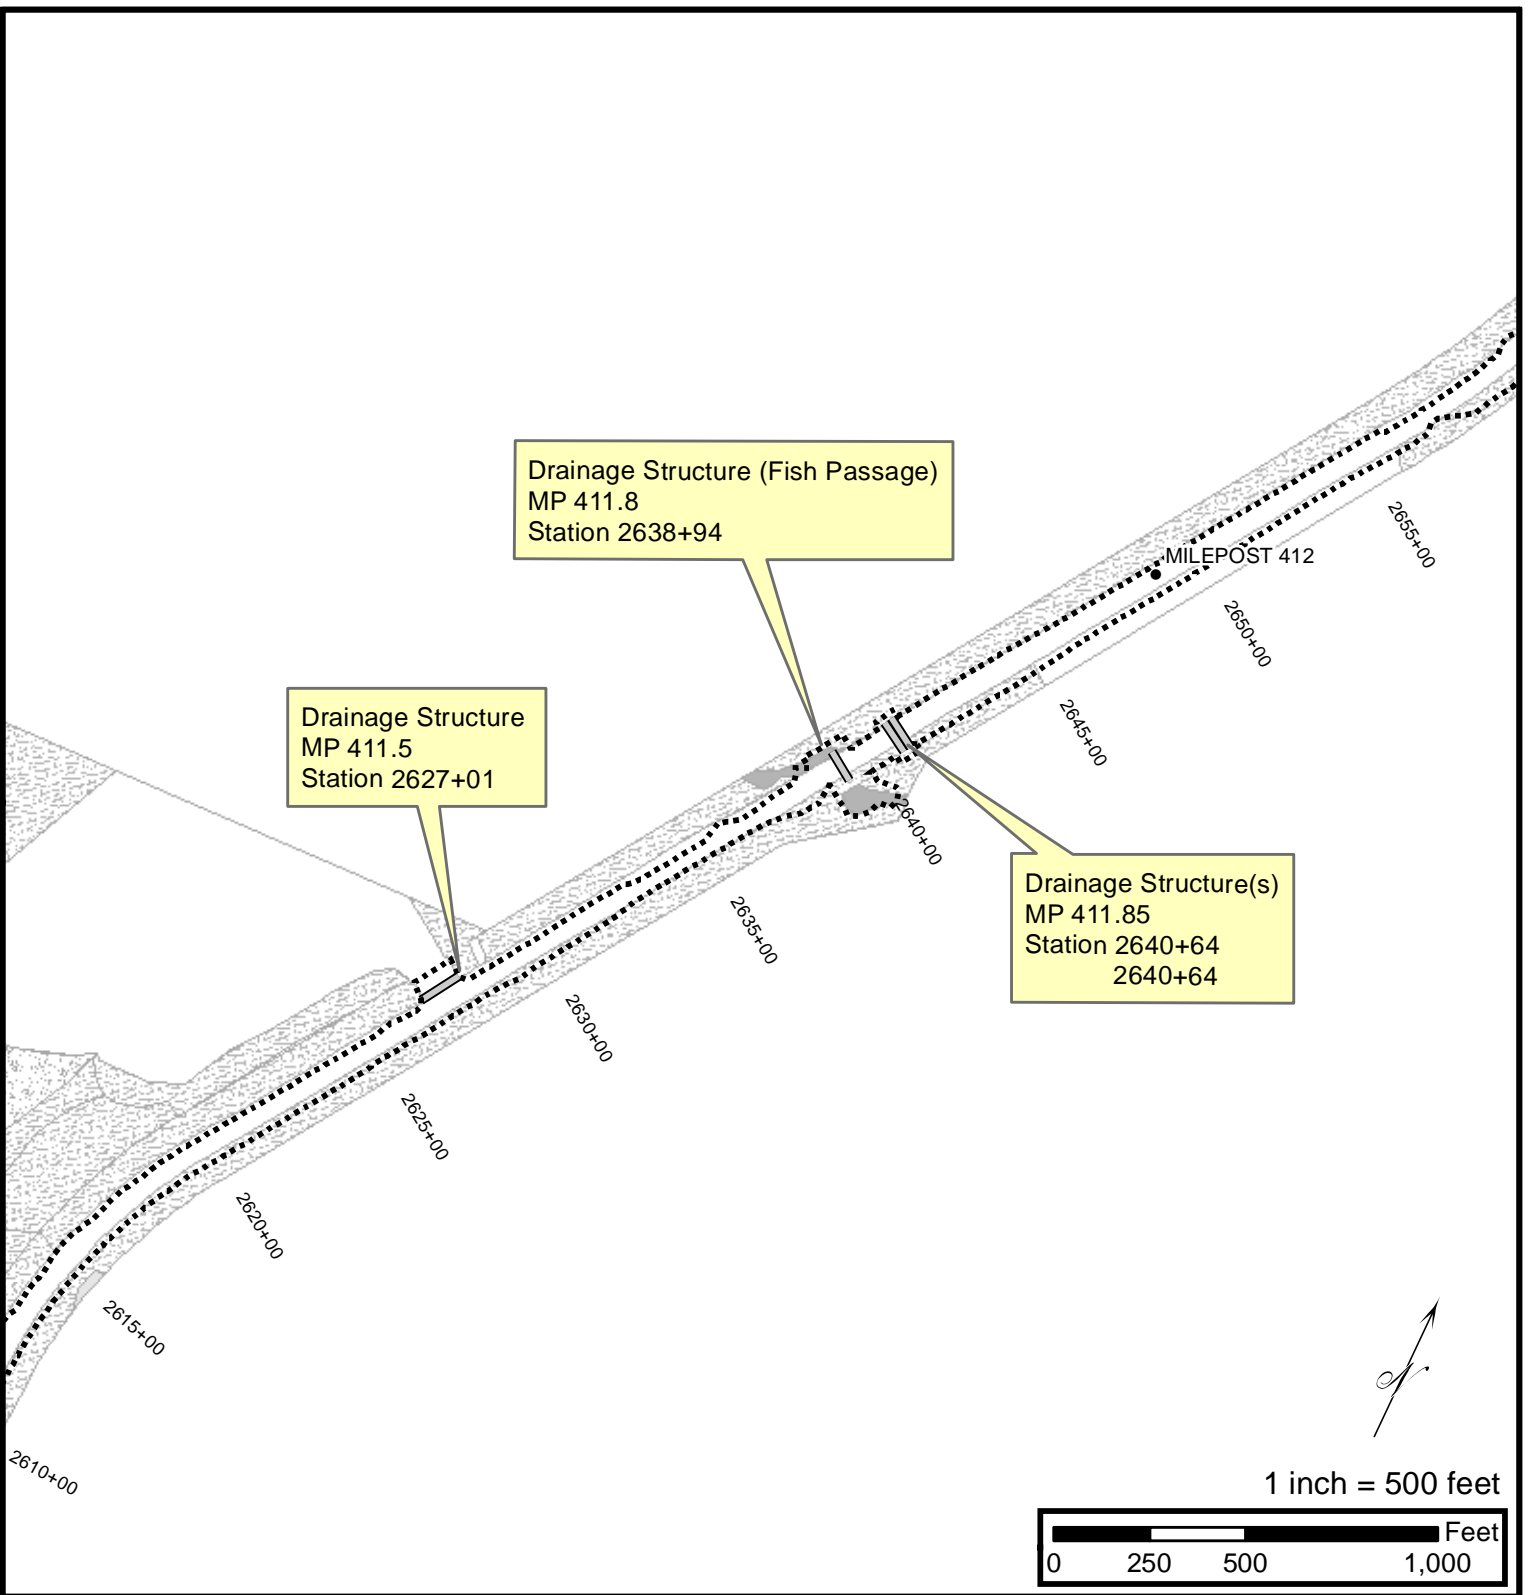 Drainage Structure (Fish Passage)
MP 411.8
Station 2638+94
2655+00
MILEPOST 412
2650+00
Drainage Structure
MP 411.5
Station 2627+01
2645+00
2640+00
Drainage Structure(s)
MP 411.85
Station 2640+64
2640+64
2635+00
2630+00
2625+00
2620+00
2615+00
2610+00
N
1 inch = 500 feet
Feet
0 250 500 1,000